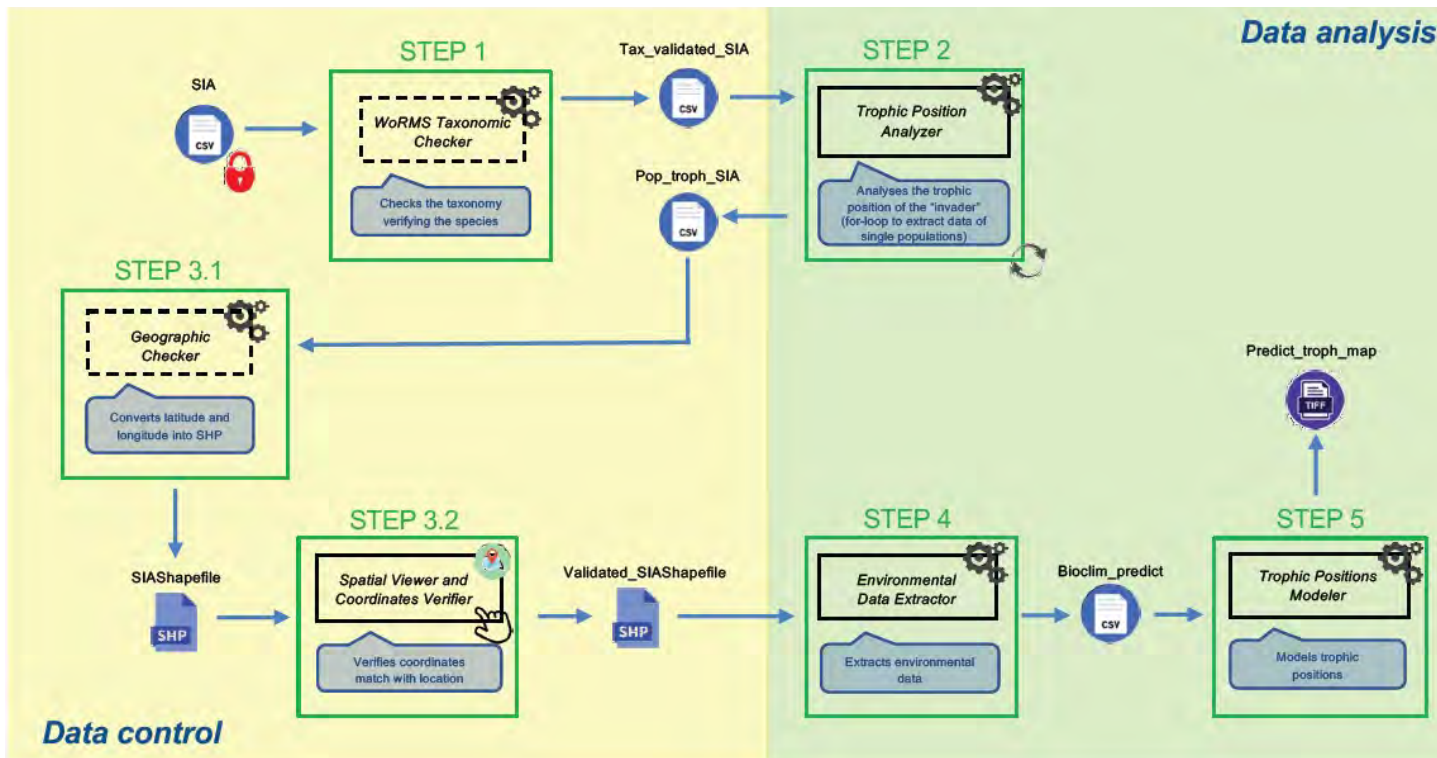 Data analysis
STEP 1
SIA
CSV
WoRMS Taxonomic
Checker
Checks the taxonomy
verifying the species
Tax_validated_SIA
CSV
STEP 2
Trophic Position
Analyzer
Analyses the trophic
position of the "invader"
(for-loop to extract data of
single populations)
Pop_troph_SIA
CSV
STEP 3.1
Geographic
Checker
Converts latitude and
longitude into SHP
SIAShapefile
SHP
STEP 3.2
Spatial Viewer and
Coordinates Verifier
Verifies coordinates
match with location
Validated_SIAShapefile
SHP
STEP 4
Environmental
Data Extractor
Extracts environmental
data
Bioclim_predict
CSV
STEP 5
Trophic Positions
Modeler
Models trophic
positions
Predict_troph_map
TIFF
Data control